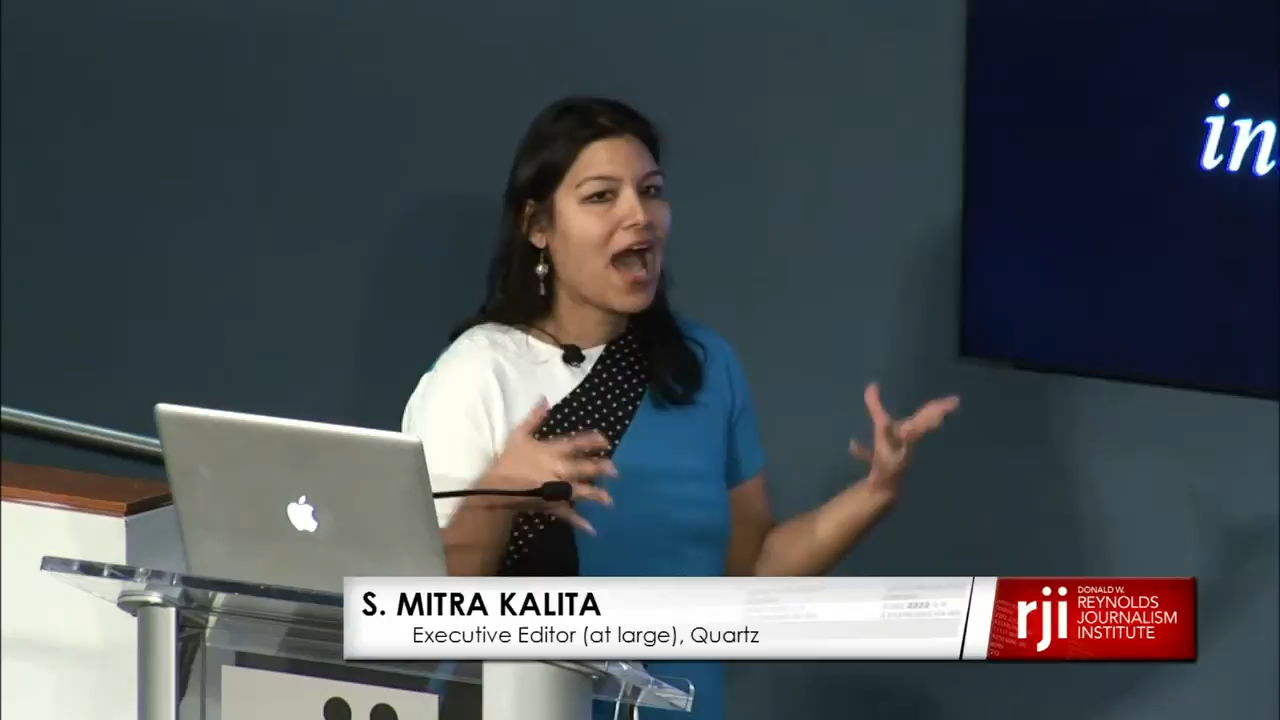 in
S. MITRA KALITA
Executive Editor (at large), Quartz
rji
DONALD W.
REYNOLDS
JOURNALISM
INSTITUTE